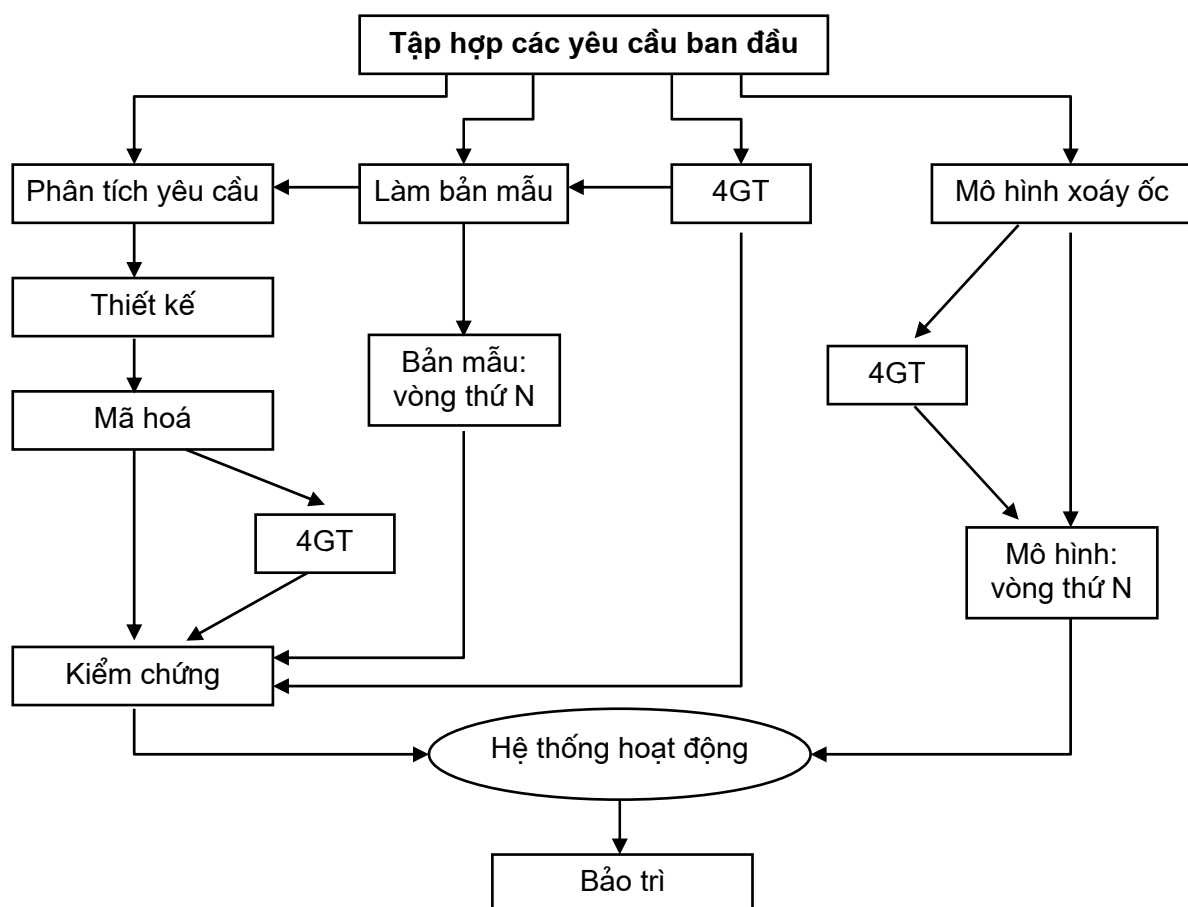 Tập hợp các yêu cầu ban đầu
Phân tích yêu cầu
Làm bản mẫu
4GT
Mô hình xoáy ốc
Thiết kế
Bản mẫu:
vòng thứ N
4GT
Mã hoá
4GT
Mô hình:
vòng thứ N
Kiểm chứng
Hệ thống hoạt động
Bảo trì